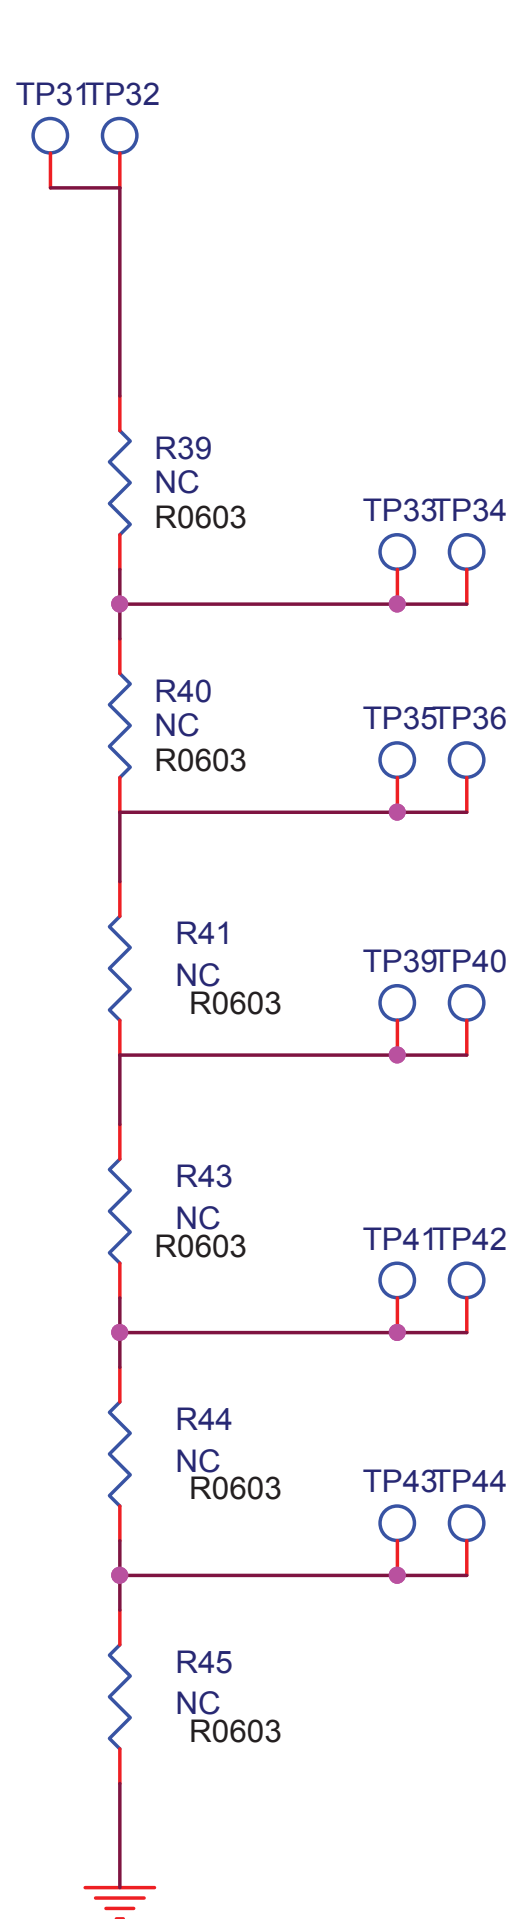 TP31TP32
R39
NC
R0603
TP33TP34
R40
NC
R0603
TP35TP36
R41
NC
R0603
TP39TP40
R43
NC
R0603
TP41TP42
R44
NC
R0603
TP43TP44
R45
NC
R0603